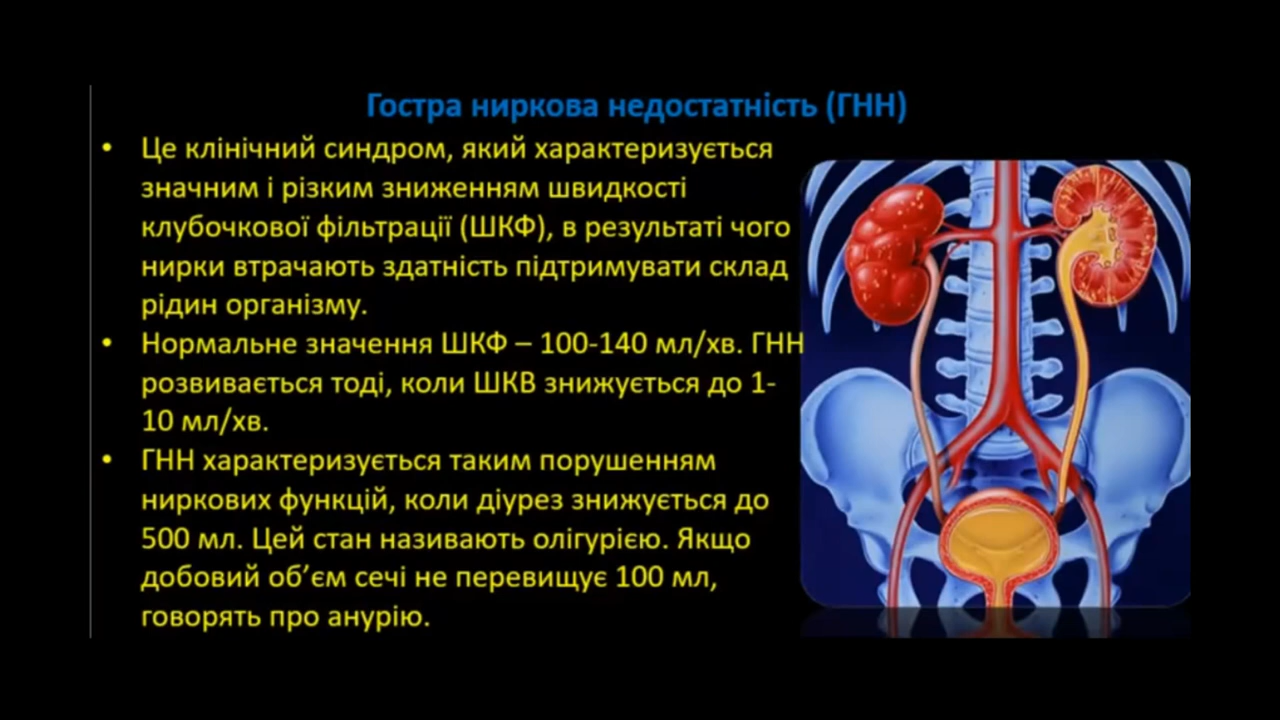 Гостра ниркова недостатність (ГНН)
• Це клінічний синдром, який характеризується
значним і різким зниженням швидкості
клубочкової фільтрації (ШКФ), в результаті чого
нирки втрачають здатність підтримувати склад
рідин організму.
• Нормальне значення ШКФ – 100-140 мл/хв. ГНН
розвивається тоді, коли ШКВ знижується до 1-
10 мл/хв.
• ГНН характеризується таким порушенням
ниркових функцій, коли діурез знижується до
500 мл. Цей стан називають олігурією. Якщо
добовий об’єм сечі не перевищує 100 мл,
говорять про анурію.